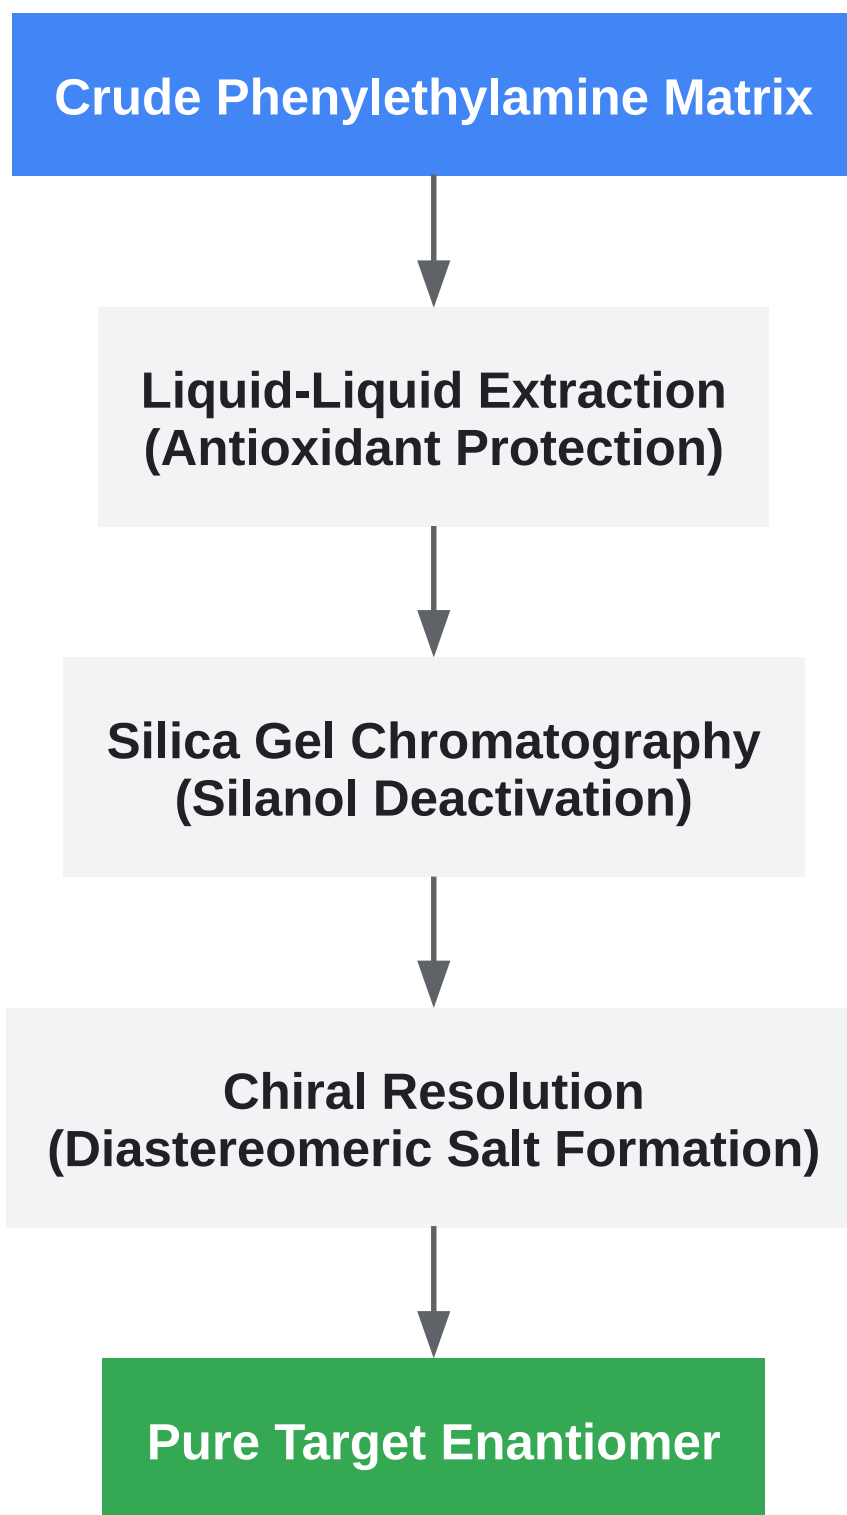 Crude Phenylethylamine Matrix
Liquid-Liquid Extraction
(Antioxidant Protection)
Silica Gel Chromatography
(Silanol Deactivation)
Chiral Resolution
(Diastereomeric Salt Formation)
Pure Target Enantiomer